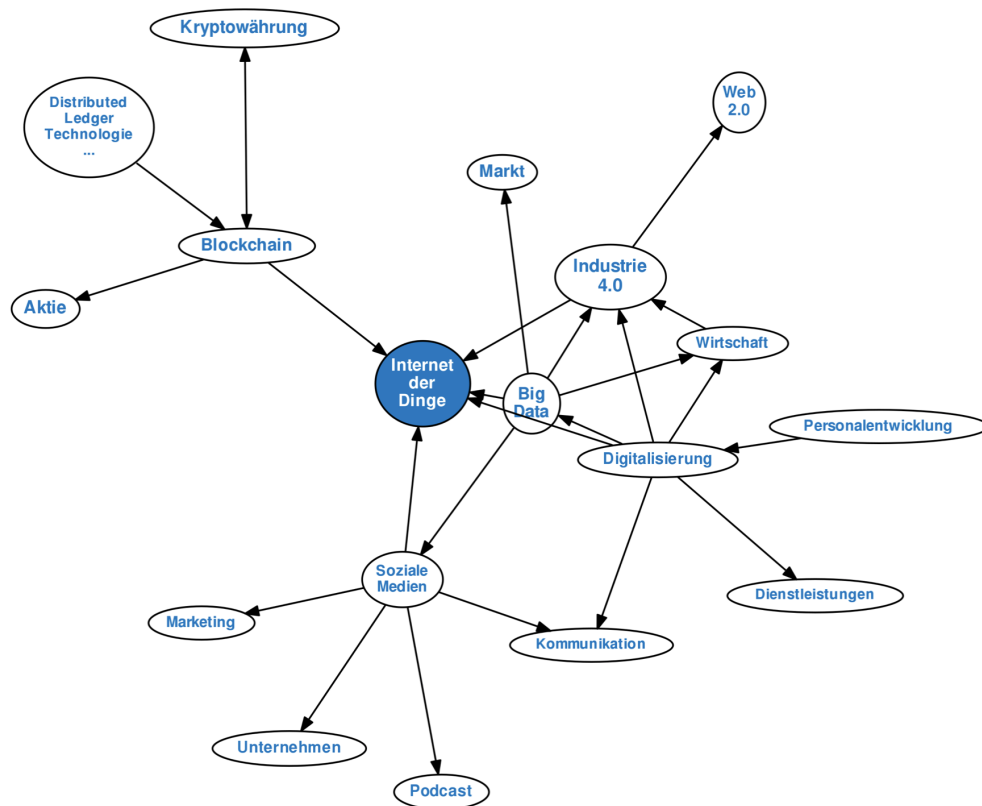 Kryptowährung
Distributed
Ledger
Technologie
...
Web
2.0
Markt
Blockchain
Industrie
4.0
Aktie
Wirtschaft
Internet
der
Dinge
Big
Data
Personalentwicklung
Digitalisierung
Soziale
Medien
Dienstleistungen
Marketing
Kommunikation
Unternehmen
Podcast